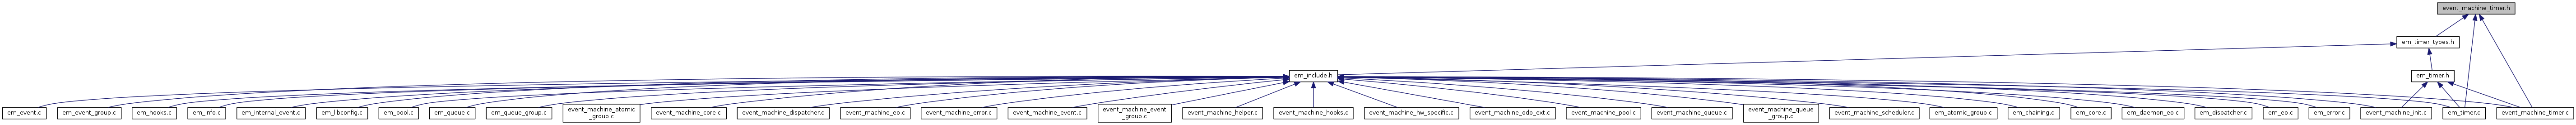 event_machine_timer.h
em_timer_types.h
em_include.h
em_timer.h
em_event.c
em_event_group.c
em_hooks.c
em_info.c
em_internal_event.c
em_libconfig.c
em_pool.c
em_queue.c
em_queue_group.c
event_machine_atomic
_group.c
event_machine_core.c
event_machine_dispatcher.c
event_machine_eo.c
event_machine_error.c
event_machine_event.c
event_machine_event
_group.c
event_machine_helper.c
event_machine_hooks.c
event_machine_hw_specific.c
event_machine_odp_ext.c
event_machine_pool.c
event_machine_queue.c
event_machine_queue
_group.c
event_machine_scheduler.c
em_atomic_group.c
em_chaining.c
em_core.c
em_daemon_eo.c
em_dispatcher.c
em_eo.c
em_error.c
event_machine_init.c
em_timer.c
event_machine_timer.c